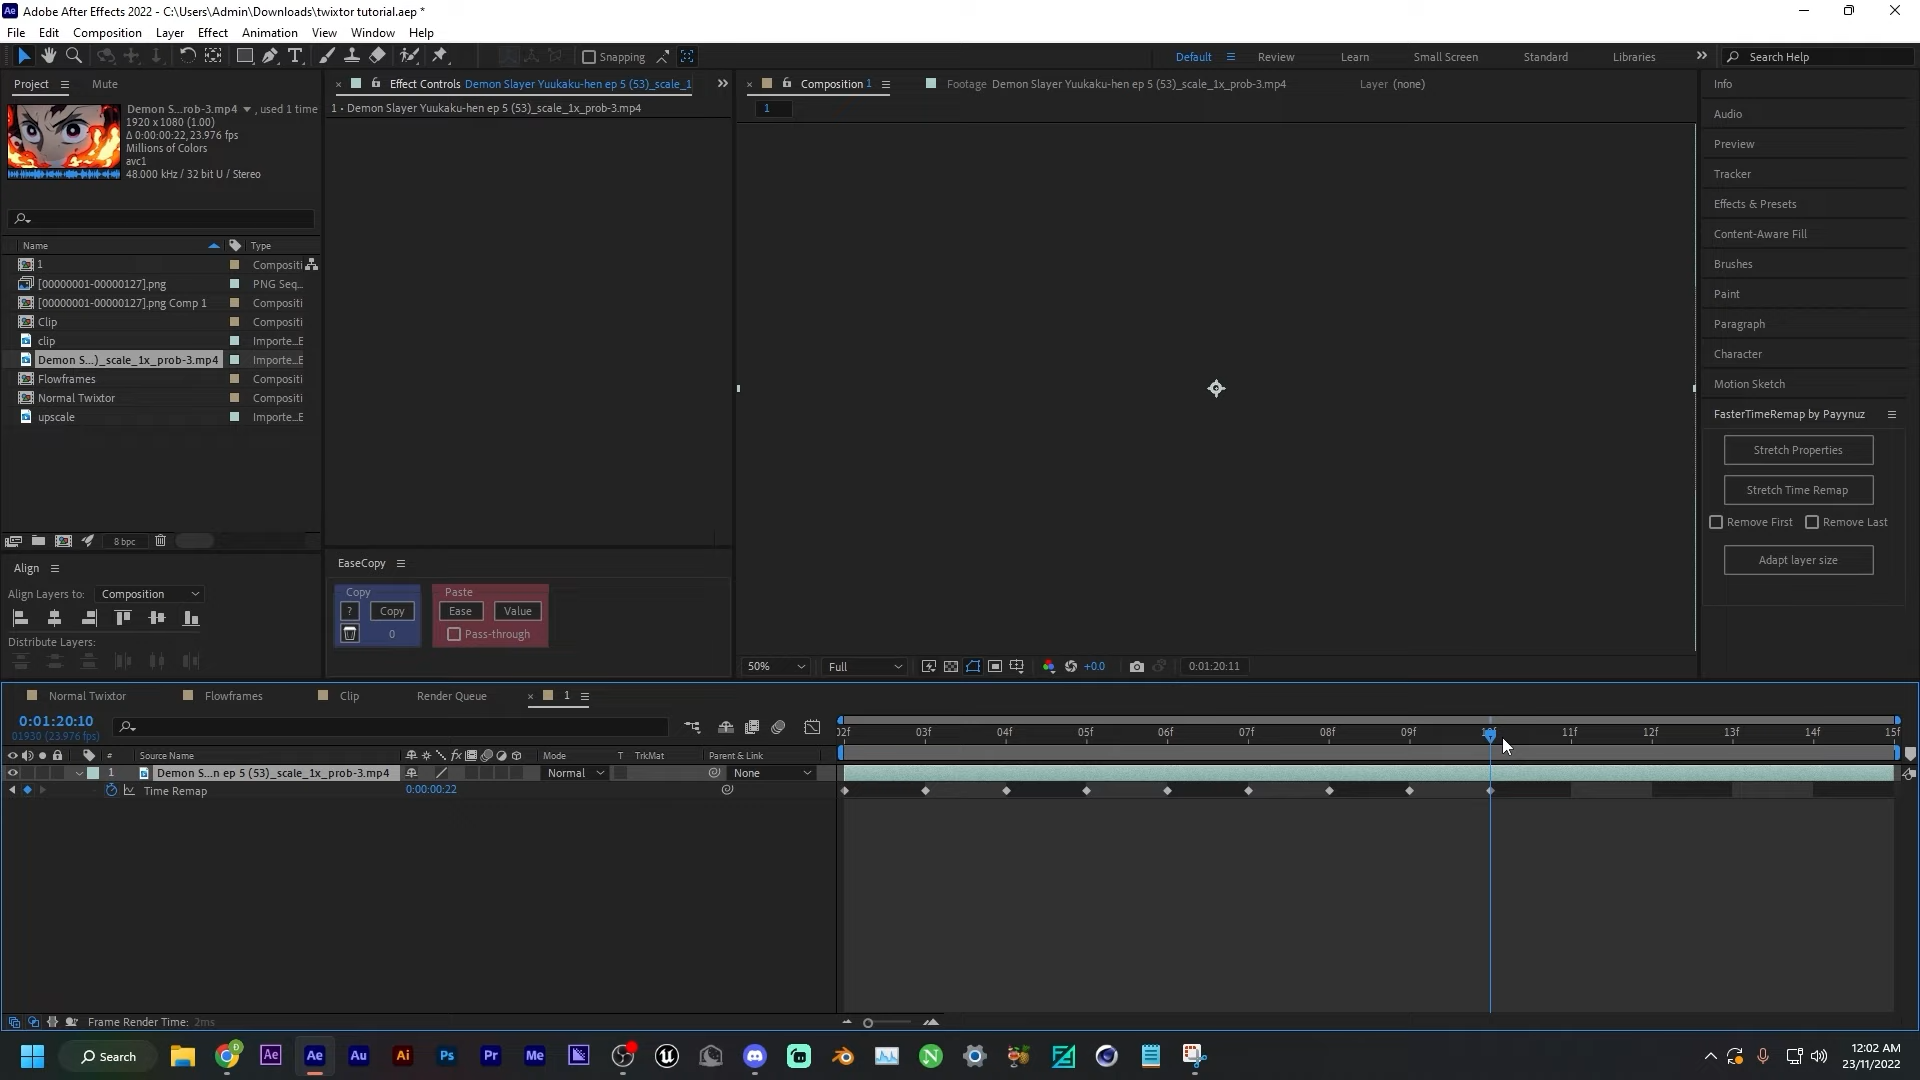 Adobe After Effects 2022 - C:\Users\Admin\Downloads\twixtor tutorial.aep *
File Edit Composition Layer Effect Animation View Window Help
Snapping
Default Review Learn Small Screen Standard Libraries Search Help
Project Mute
Effect Controls Demon Slayer Yuukaku-hen ep 5 (53)_scale_1
Composition 1
Footage Demon Slayer Yuukaku-hen ep 5 (53)_scale_1x_prob-3.mp4
Layer (none)
1 • Demon Slayer Yuukaku-hen ep 5 (53)_scale_1x_prob-3.mp4
1
Demon S...rob-3.mp4 , used 1 time
1920 x 1080 (1.00)
Δ 0:00:00:22, 23.976 fps
Millions of Colors
avc1
48.000 kHz / 32 bit U / Stereo
Name Type
1 Compositi
[00000001-00000127].png PNG Seq...
[00000001-00000127].png Comp 1 Compositi
Clip Compositi
clip Importe...E
Demon S...)_scale_1x_prob-3.mp4 Importe...E
Flowframes Compositi
Normal Twixtor Compositi
upscale Importe...E
8 bpc
Align
Align Layers to: Composition
Distribute Layers:
EaseCopy
Copy Paste
? Copy Ease Value
0 Pass-through
50% Full +0.0 0:01:20:11
Info
Audio
Preview
Tracker
Effects & Presets
Content-Aware Fill
Brushes
Paint
Paragraph
Character
Motion Sketch
FasterTimeRemap by Payynuz
Stretch Properties
Stretch Time Remap
Remove First Remove Last
Adapt layer size
Normal Twixtor Flowframes Clip Render Queue 1
0:01:20:10
01930 (23.976 fps)
02f 03f 04f 05f 06f 07f 08f 09f 10f 11f 12f 13f 14f 15f
# Source Name Mode T TrkMat Parent & Link
1 Demon S...n ep 5 (53)_scale_1x_prob-3.mp4 Normal None
Time Remap 0:00:00:22
Frame Render Time: 2ms
Search
12:02 AM
23/11/2022